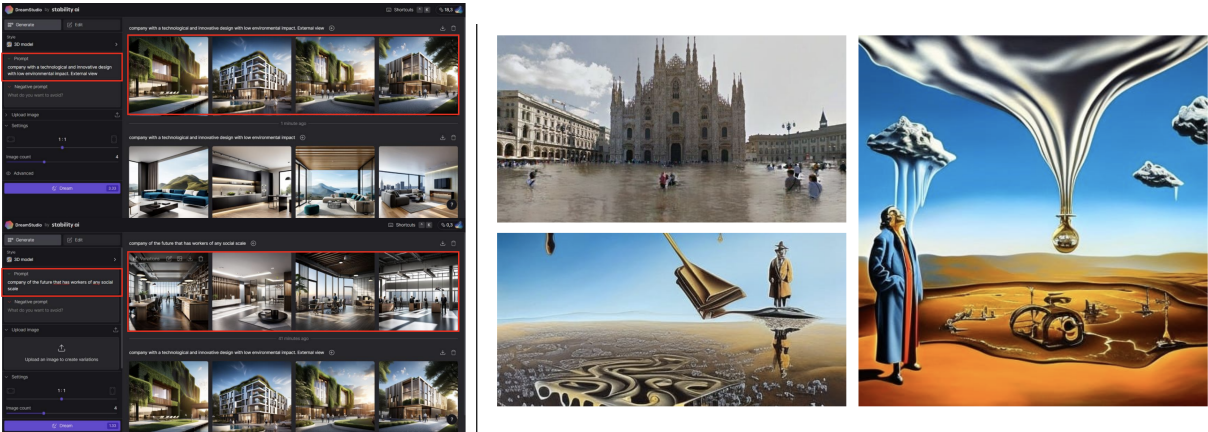 DreamStudio by stability.ai
Shortcuts
Generate
Edit
Style
3D model
Prompt
company with a technological and innovative design
with low environmental impact. External view
Negative prompt
What do you want to avoid?
Upload image
Settings
1:1
Image count
4
Advanced
Dream
company with a technological and innovative design with low environmental impact. External view
company with a technological and innovative design with low environmental impact
DreamStudio by stability.ai
Shortcuts
Generate
Edit
Style
3D model
Prompt
company of the future that has workers of any social
scale
Negative prompt
What do you want to avoid?
Upload image
Upload an image to create variations
Settings
1:1
Image count
4
Dream
company of the future that has workers of any social scale
Variations
company with a technological and innovative design with low environmental impact. External view